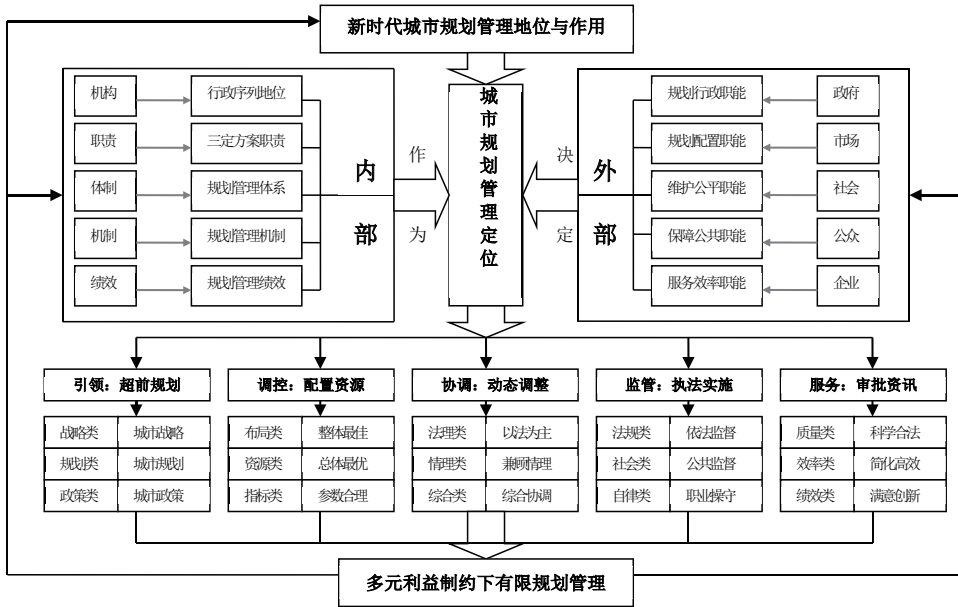 新时代城市规划管理地位与作用
机构 行政序列地位
职责 三定方案职责
体制 规划管理体系
机制 规划管理机制
绩效 规划管理绩效
内部
作为
城市规划管理定位
决定
外部
规划行政职能 政府
规划配置职能 市场
维护公平职能 社会
保障公共职能 公众
服务效率职能 企业
引领：超前规划
战略类 城市战略
规划类 城市规划
政策类 城市政策
调控：配置资源
布局类 整体最佳
资源类 总体最优
指标类 参数合理
协调：动态调整
法理类 以法为主
情理类 兼顾情理
综合类 综合协调
监管：执法实施
法规类 依法监督
社会类 公共监督
自律类 职业操守
服务：审批资讯
质量类 科学合法
效率类 简化高效
绩效类 满意创新
多元利益制约下有限规划管理